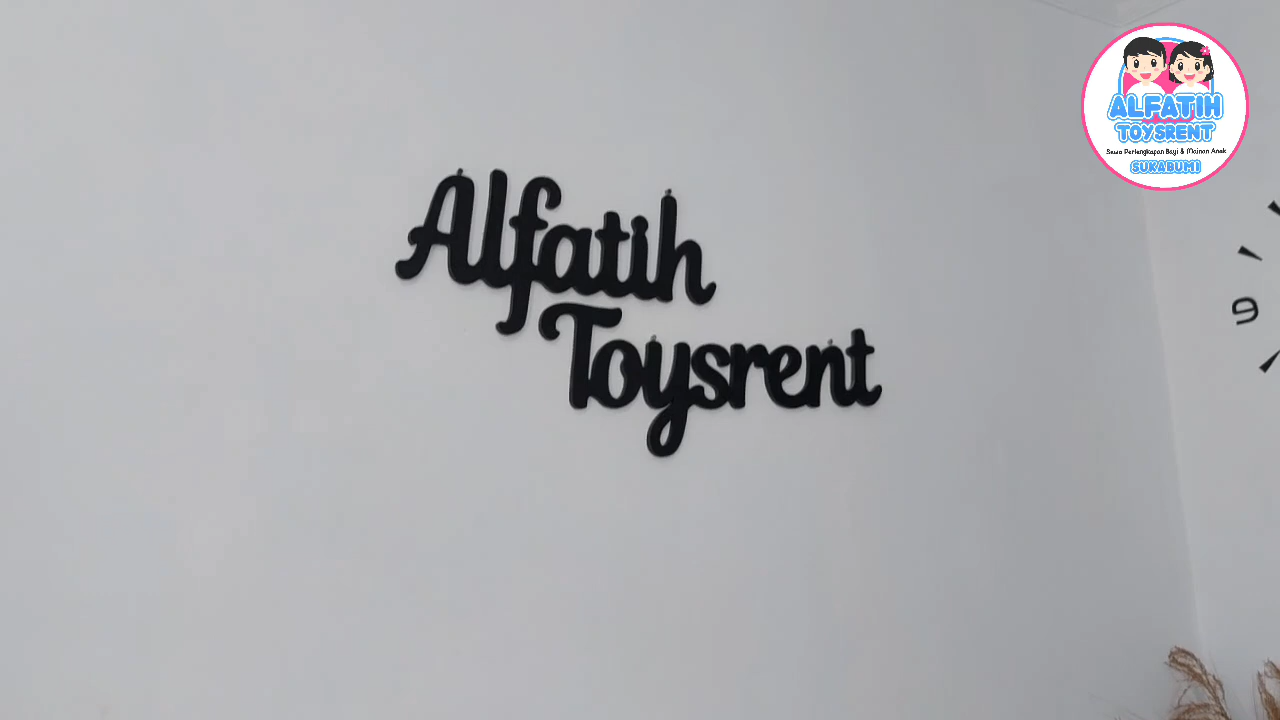 Alfatih
Toysrent
ALFATIH
TOYSRENT
Sewa Perlengkapan Bayi & Mainan Anak
SUKABUMI
9